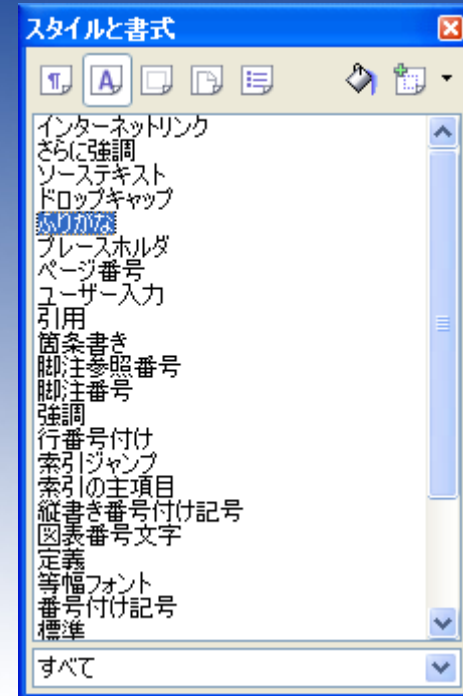 スタイルと書式
インターネットリンク
さらに強調
ソーステキスト
ドロップキャップ
ふりがな
プレースホルダ
ページ番号
ユーザー入力
引用
箇条書き
脚注参照番号
脚注番号
強調
行番号付け
索引ジャンプ
索引の主項目
縦書き番号付け記号
図表番号文字
定義
等幅フォント
番号付け記号
標準
すべて